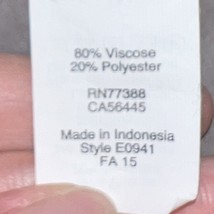 80% Viscose
20% Polyester
RN77388
CA56445
Made in Indonesia
Style E0941
FA 15